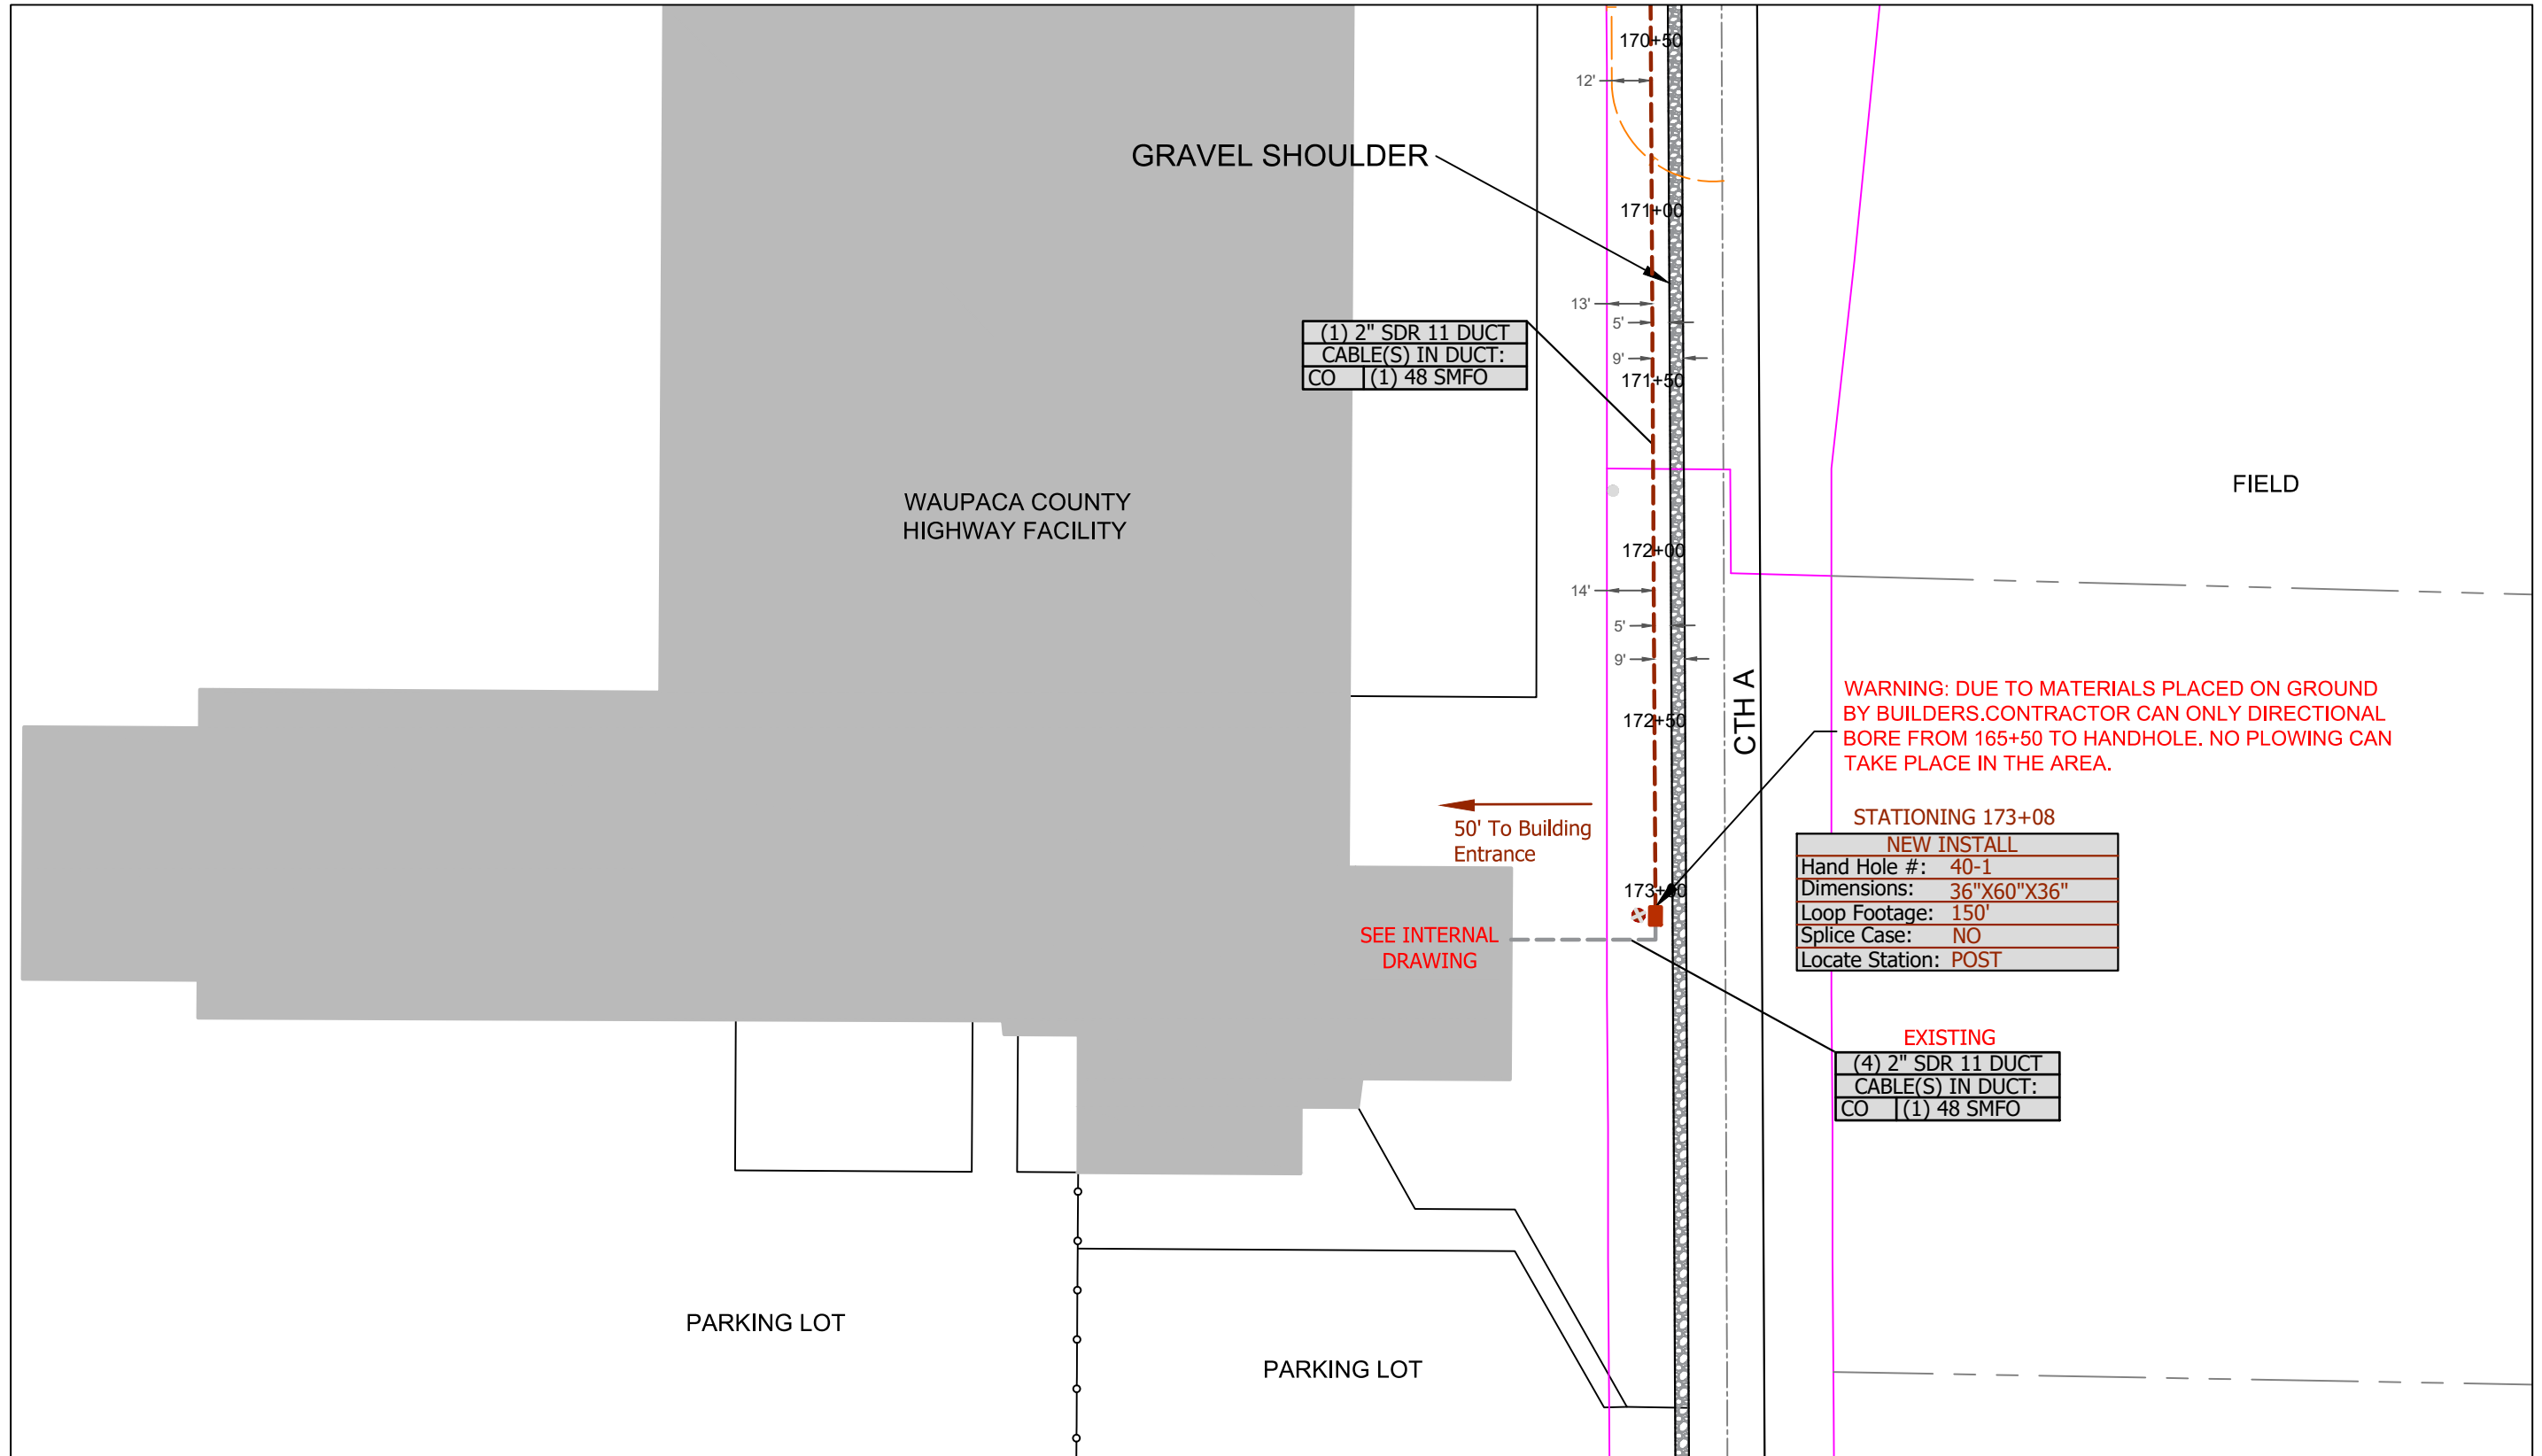 170+50
12'
GRAVEL SHOULDER
171+00
13'
5'
(1) 2" SDR 11 DUCT
CABLE(S) IN DUCT:
CO (1) 48 SMFO
9'
171+50
WAUPACA COUNTY
HIGHWAY FACILITY
FIELD
172+00
14'
5'
9'
172+50
CTH A
WARNING: DUE TO MATERIALS PLACED ON GROUND
BY BUILDERS.CONTRACTOR CAN ONLY DIRECTIONAL
BORE FROM 165+50 TO HANDHOLE. NO PLOWING CAN
TAKE PLACE IN THE AREA.
50' To Building
Entrance
STATIONING 173+08
NEW INSTALL
Hand Hole #: 40-1
Dimensions: 36"X60"X36"
Loop Footage: 150'
Splice Case: NO
Locate Station: POST
173+00
SEE INTERNAL
DRAWING
EXISTING
(4) 2" SDR 11 DUCT
CABLE(S) IN DUCT:
CO (1) 48 SMFO
PARKING LOT
PARKING LOT